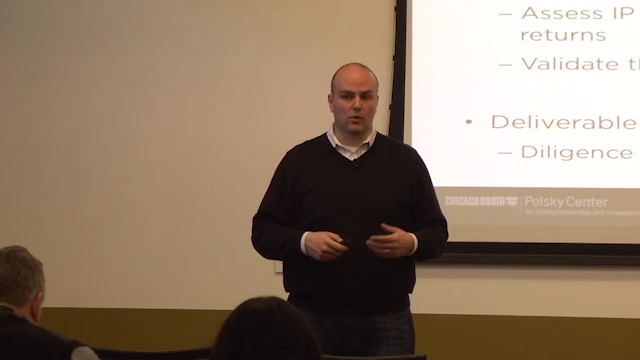 – Assess IP
returns
– Validate th
• Deliverable
– Diligence
CHICAGO BOOTH
Polsky Center
for Entrepreneurship and Innovation